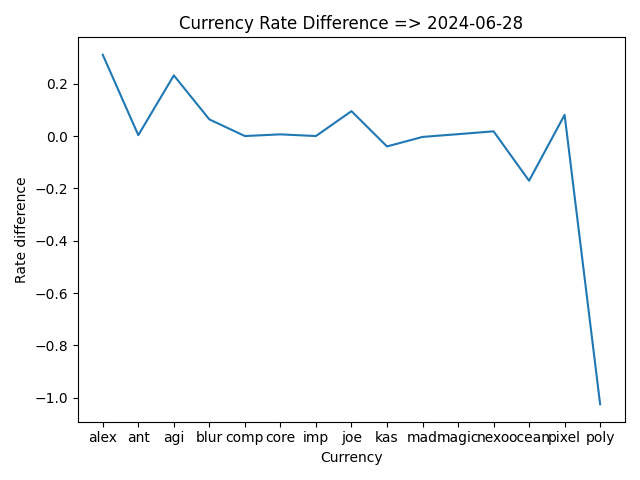 Currency Rate Difference => 2024-06-28
Rate difference
0.2
0.0
−0.2
−0.4
−0.6
−0.8
−1.0
alex ant agi blur comp core imp joe kas mad magic nexo ocean pixel poly
Currency